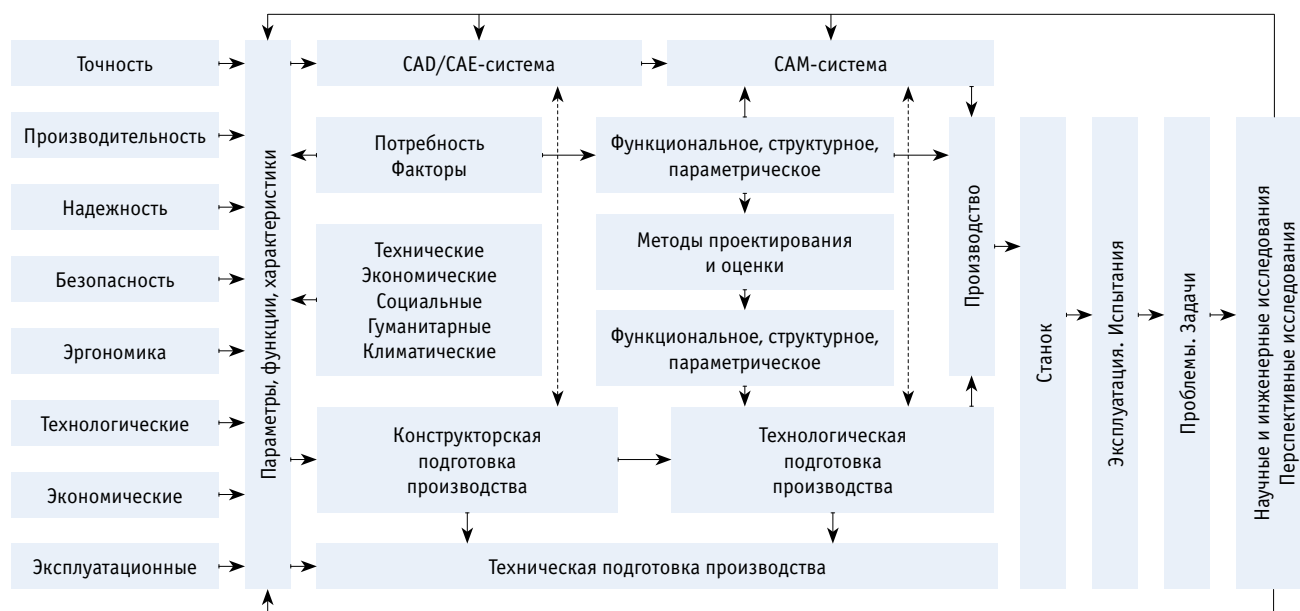 Точность
Производительность
Надежность
Безопасность
Эргономика
Технологические
Экономические
Эксплуатационные
Параметры, функции, характеристики
CAD/CAE-система
CAM-система
Потребность
Факторы
Функциональное, структурное,
параметрическое
Технические
Экономические
Социальные
Гуманитарные
Климатические
Методы проектирования
и оценки
Функциональное, структурное,
параметрическое
Конструкторская
подготовка
производства
Технологическая
подготовка
производства
Техническая подготовка производства
Производство
Станок
Эксплуатация. Испытания
Проблемы. Задачи
Научные и инженерные исследования
Перспективные исследования